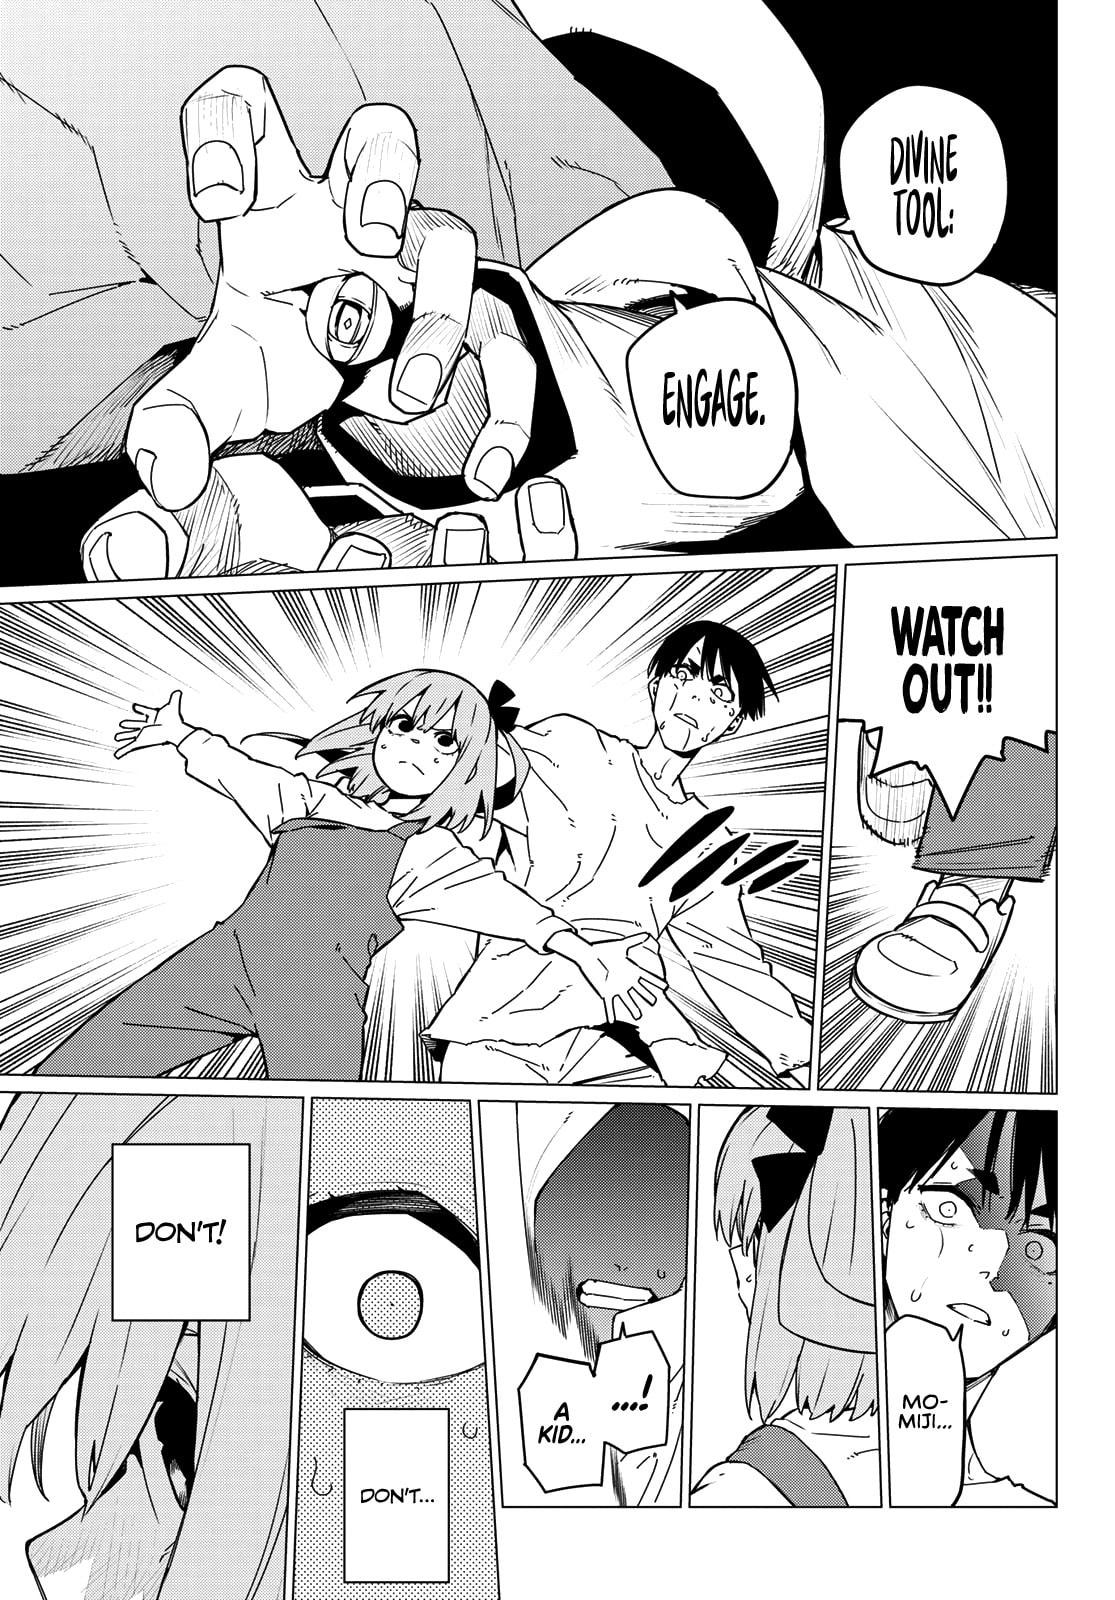 DIVINE
TOOL:
ENGAGE.
WATCH
OUT!!
MO-
MIJI...
....!
A
KID...
DON'T...
DON'T!